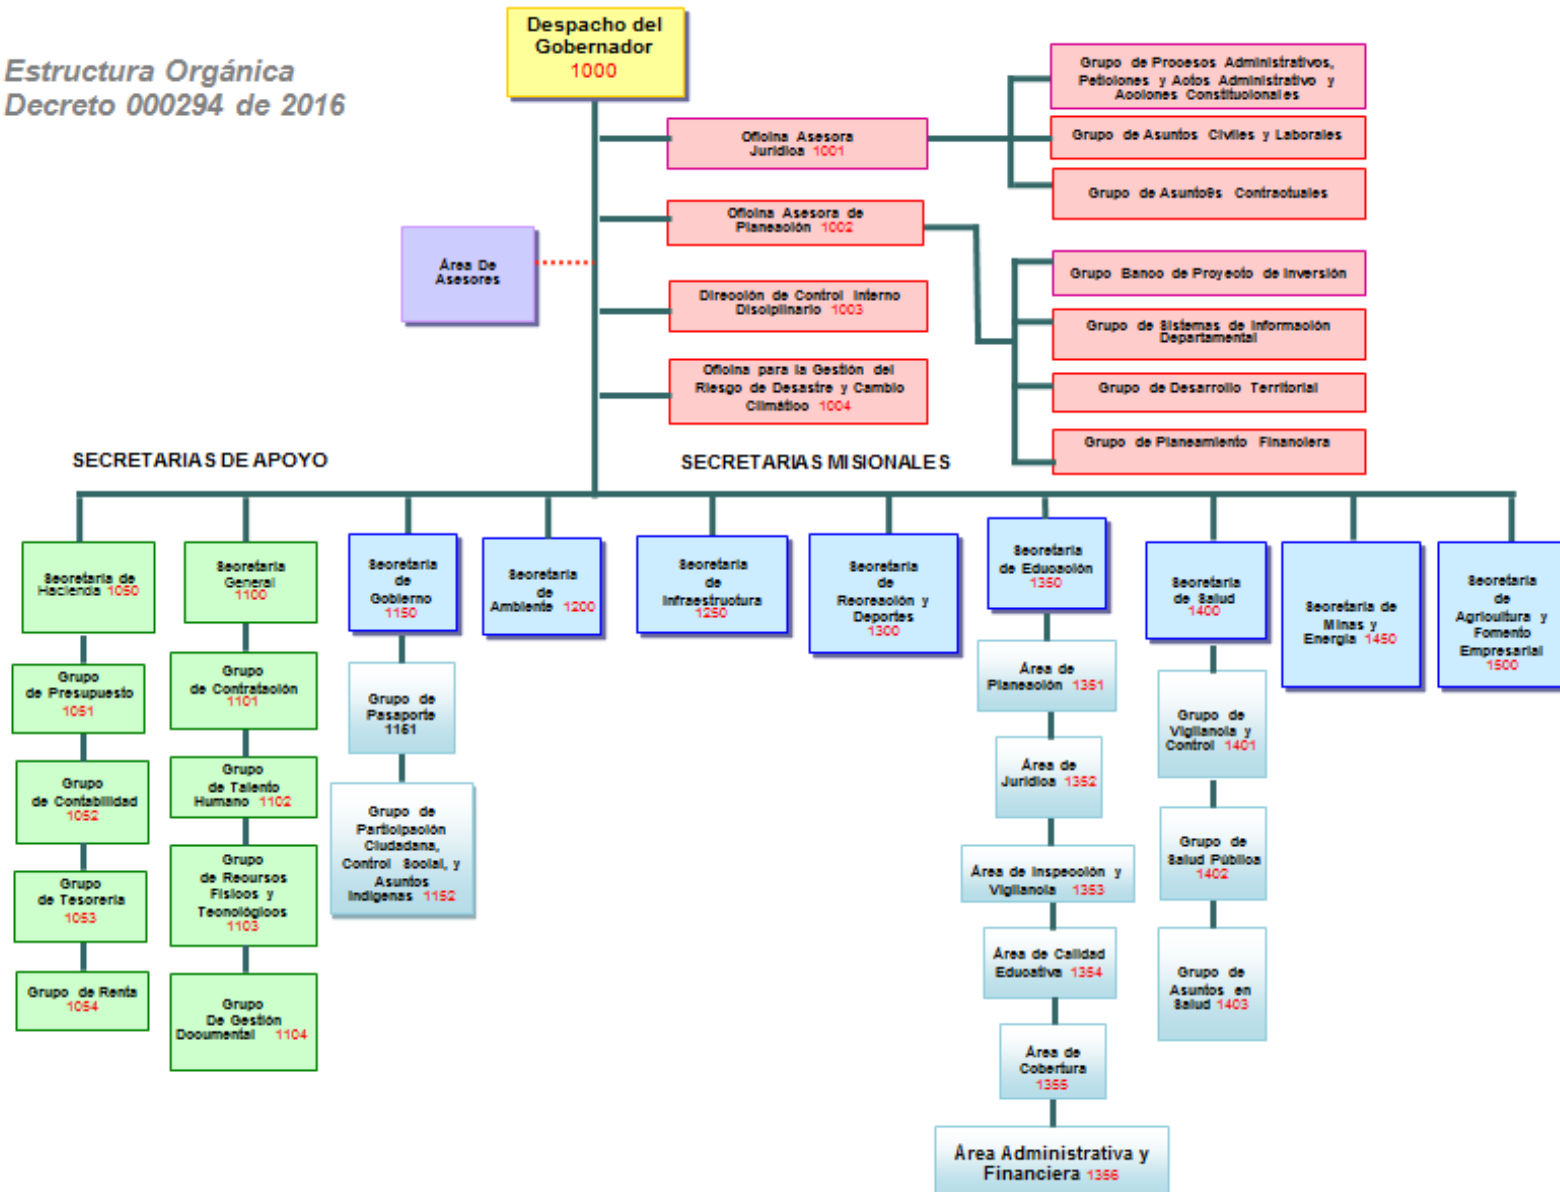 Estructura Orgánica
Decreto 000294 de 2016
Despacho del
Gobernador
1000
Oficina Asesora
Juridica 1001
Grupo de Procesos Administrativos,
Peticiones y Actos Administrativo y
Acciones Constitucionales
Grupo de Asuntos Civiles y Laborales
Grupo de Asunto8s Contractuales
Oficina Asesora de
Planeación 1002
Área De
Asesores
Grupo Banco de Proyecto de Inversión
Grupo de Sistemas de Información
Departamental
Grupo de Desarrollo Territorial
Grupo de Planeamiento Financiera
Dirección de Control Interno
Disciplinario 1003
Oficina para la Gestión del
Riesgo de Desastre y Cambio
Climático 1004
SECRETARIAS DE APOYO
SECRETARIAS MISIONALES
Secretaria de
Hacienda 1050
Grupo
de Presupuesto
1051
Grupo
de Contabilidad
1052
Grupo
de Tesoreria
1053
Grupo de Renta
1054
Secretaria
General
1100
Grupo
de Contratación
1101
Grupo
de Talento
Humano 1102
Grupo
de Recursos
Fisicos y
Tecnológicos
1103
Grupo
De Gestión
Documental 1104
Secretaria
de
Gobierno
1150
Grupo de
Pasaporte
1151
Grupo de
Participación
Ciudadana,
Control Social, y
Asuntos
Indigenas 1152
Secretaria
de
Ambiente 1200
Secretaria
de
Infraestructura
1250
Secretaria
de
Recreación y
Deportes
1300
Secretaria
de Educación
1350
Área de
Planeación 1351
Área de
Juridica 1352
Área de Inspección y
Vigilancia 1353
Área de Calidad
Educativa 1354
Área de
Cobertura
1355
Área Administrativa y
Financiera 1356
Secretaria
de Salud
1400
Grupo de
Vigilancia y
Control 1401
Grupo de
Salud Pública
1402
Grupo de
Asuntos en
Salud 1403
Secretaria de
Minas y
Energia 1450
Secretaria
de
Agricultura y
Fomento
Empresarial
1500